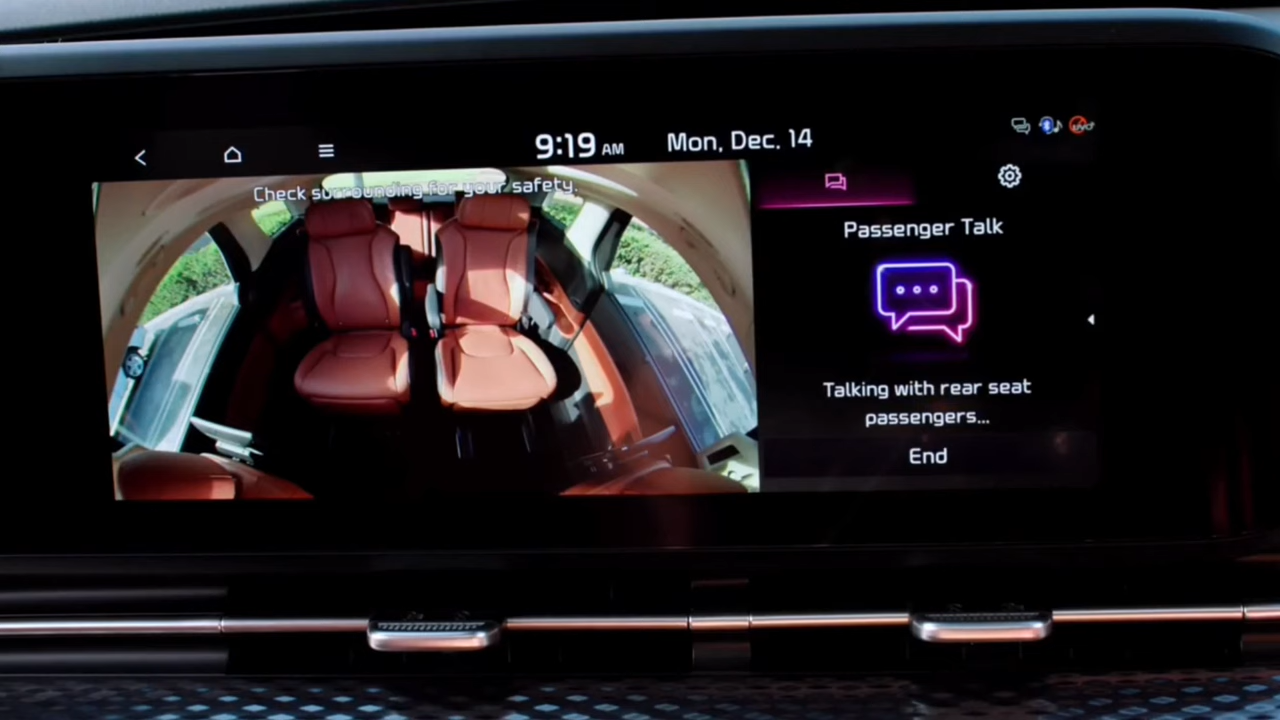 9:19 AM
Mon, Dec. 14
Check surrounding for your safety.
Passenger Talk
Talking with rear seat
passengers...
End